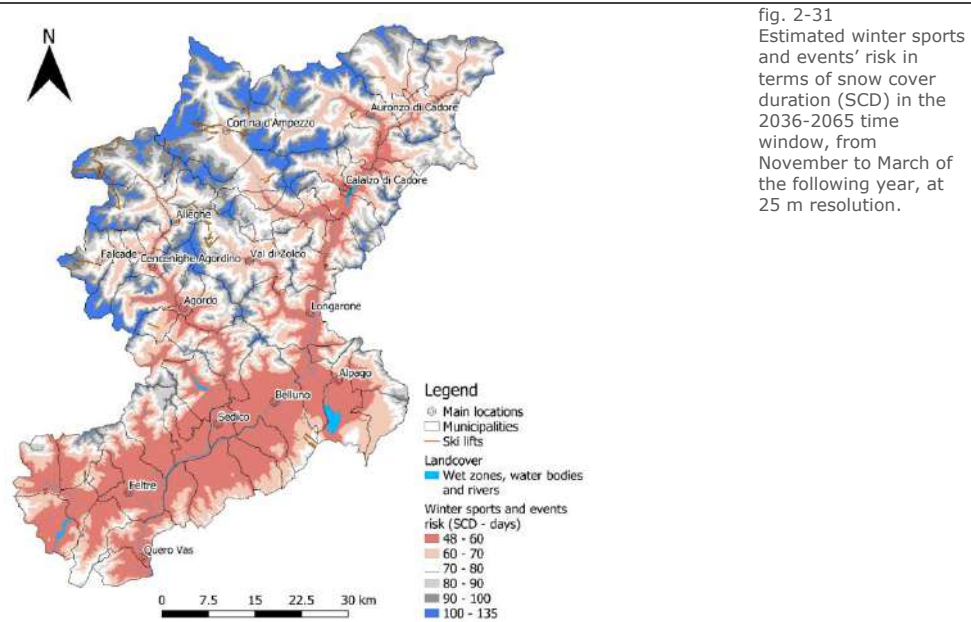 fig. 2-31
Estimated winter sports
and events' risk in
terms of snow cover
duration (SCD) in the
2036-2065 time
window, from
November to March of
the following year, at
25 m resolution.
N
Auronzo di Cadore
Cortina d'Ampezzo
Calalzo di Cadore
Alleghe
Falcade
Cencenighe Agordino
Val di Zoldo
Agordo
Longarone
Alpago
Belluno
Sedico
Feltre
Quero Vas
Legend
Main locations
Municipalities
Ski lifts
Landcover
Wet zones, water bodies
and rivers
Winter sports and events
risk (SCD - days)
48 - 60
60 - 70
70 - 80
80 - 90
90 - 100
100 - 135
0 7.5 15 22.5 30 km